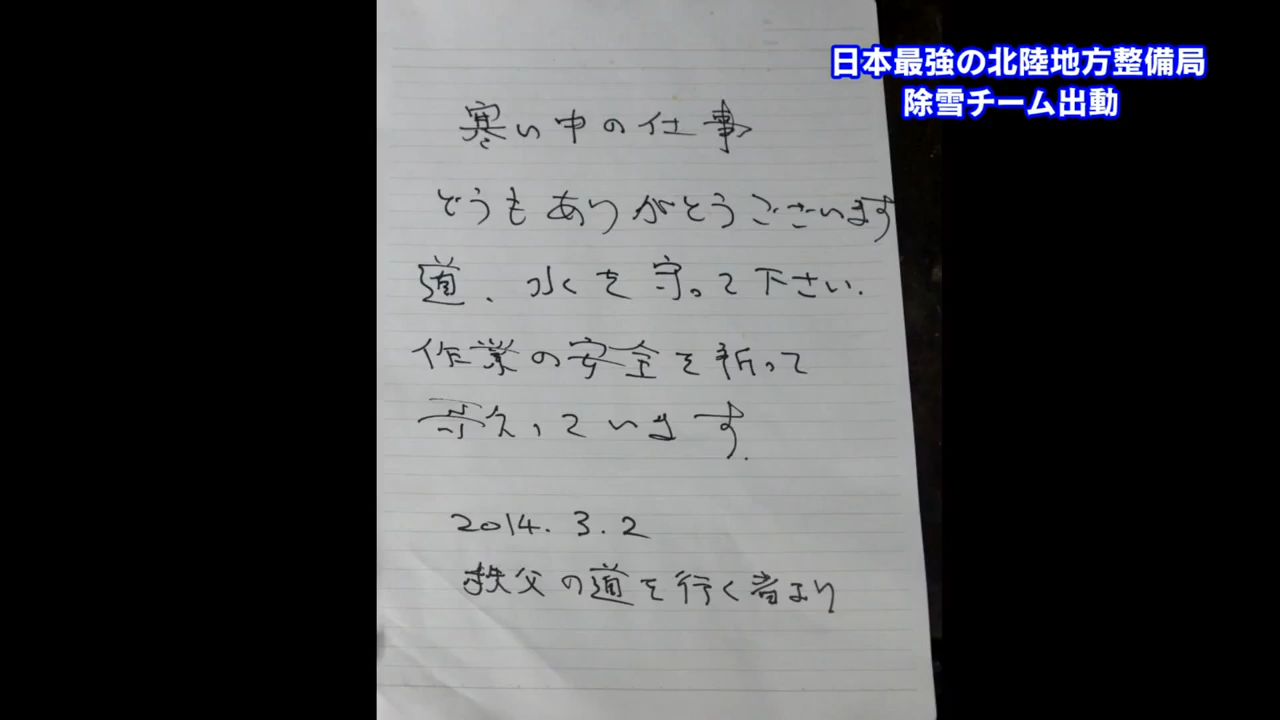 日本最強の北陸地方整備局
除雪チーム出動
寒い中の仕事
どうもありがとうございます
道、水を守って下さい.
作業の安全を祈って
ています.
2014.3.2
秩父の道を行く者より